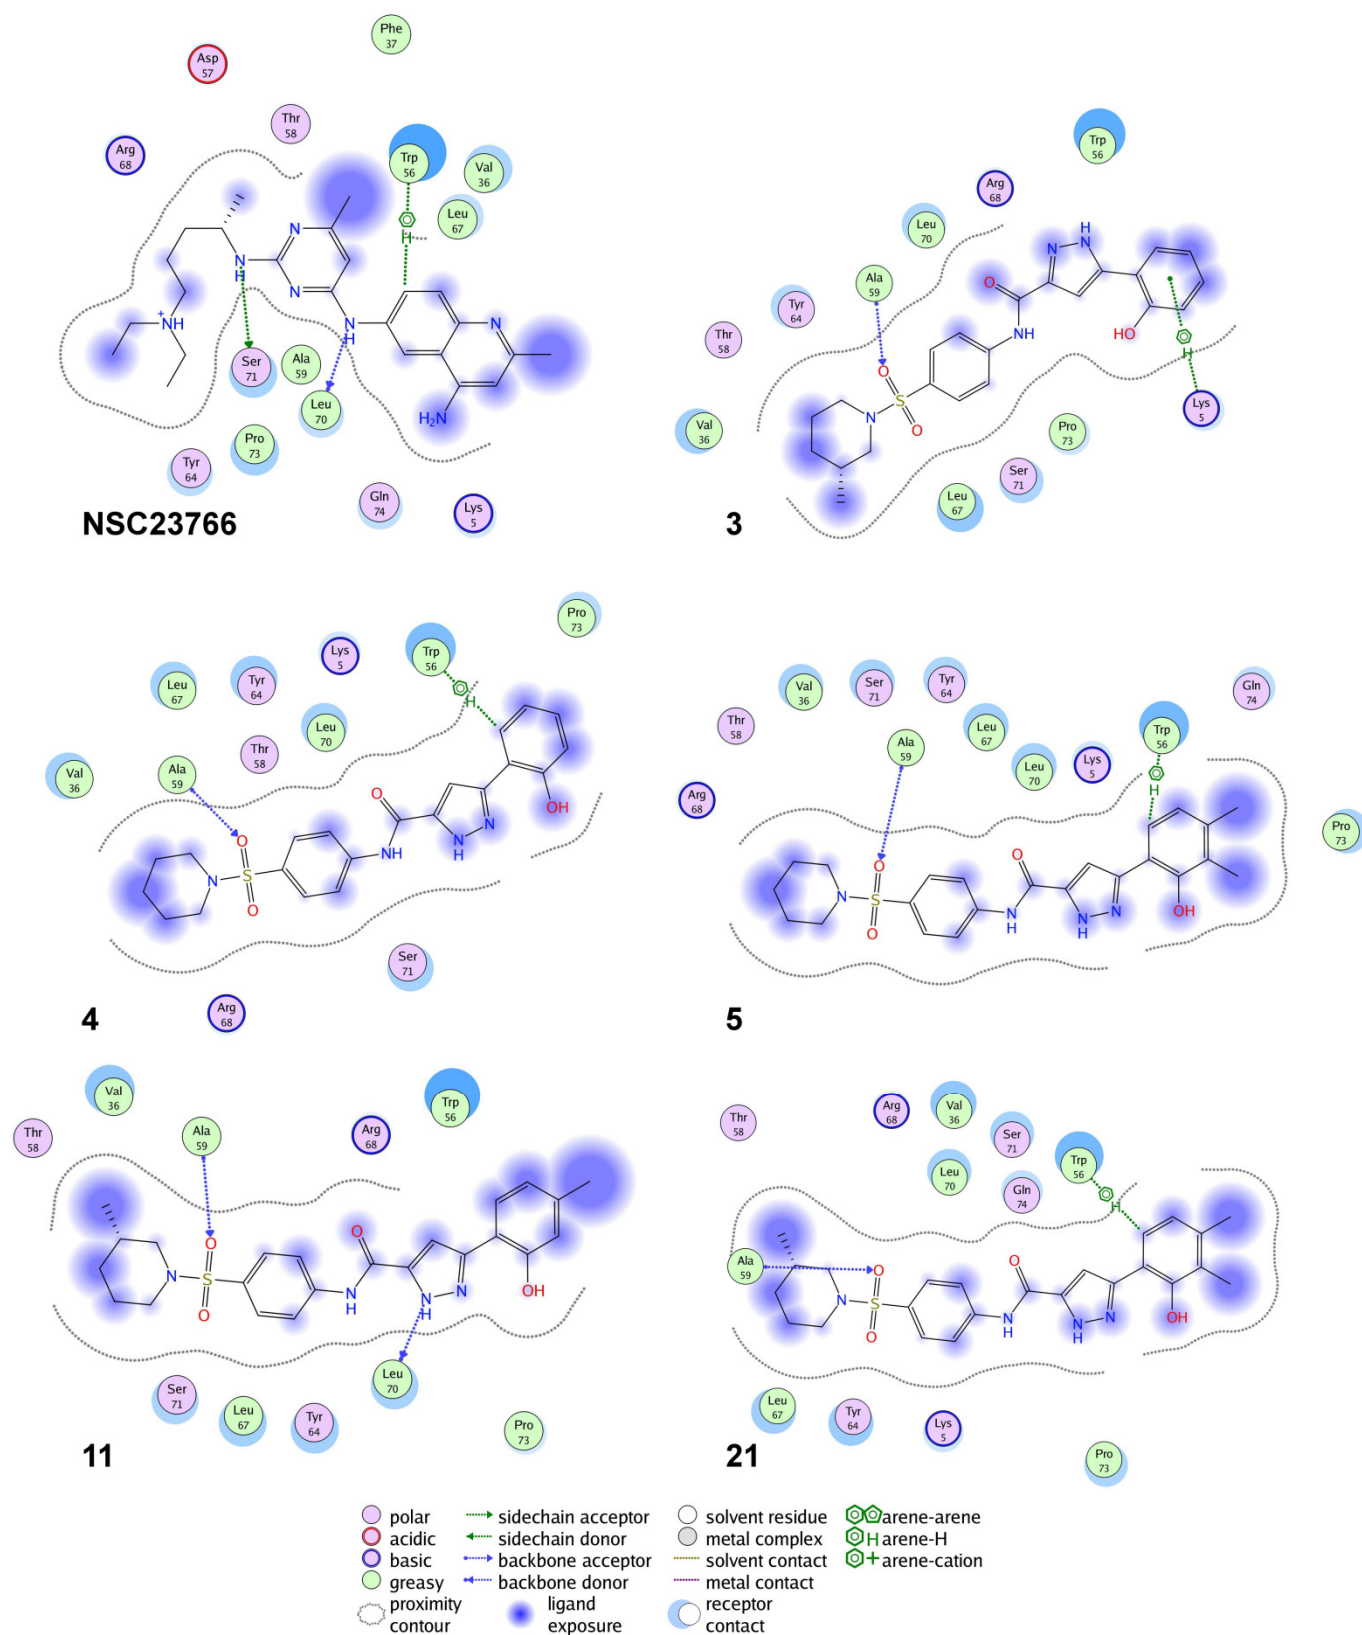 Phe
37
Asp
57
Thr
58
Arg
68
Trp
56
Val
36
Leu
67
H
N
N
N
H
N
H
N
NH
+
N
H₂N
Ser
71
Ala
59
Leu
70
Pro
73
Tyr
64
Gln
74
Lys
5
NSC23766
Trp
56
Arg
68
Leu
70
Ala
59
Tyr
64
Thr
58
Val
36
H
N
N
O
NH
HO
H
O
S
N
O
Lys
5
Pro
73
Ser
71
Leu
67
3
Pro
73
Lys
5
Trp
56
Leu
67
Tyr
64
H
Leu
70
Thr
58
Val
36
Ala
59
O
O
OH
N
N
H
NH
N
S
O
Ser
71
Arg
68
4
Val
36
Ser
71
Tyr
64
Gln
74
Thr
58
Leu
67
Trp
56
Ala
59
Leu
70
Lys
5
H
Arg
68
Pro
73
O
O
N
S
O
N
H
N
N
H
OH
5
Val
36
Trp
56
Thr
58
Ala
59
Arg
68
O
O
N
S
O
N
H
N
H
N
OH
Leu
70
Ser
71
Leu
67
Tyr
64
Pro
73
11
Arg
68
Val
36
Thr
58
Ser
71
Trp
56
Leu
70
Gln
74
H
Ala
59
O
O
N
S
O
N
H
N
H
N
OH
Leu
67
Tyr
64
Lys
5
Pro
73
21
polar
acidic
basic
greasy
proximity
contour
sidechain acceptor
sidechain donor
backbone acceptor
backbone donor
ligand
exposure
solvent residue
metal complex
solvent contact
metal contact
receptor
contact
arene-arene
H arene-H
+ arene-cation